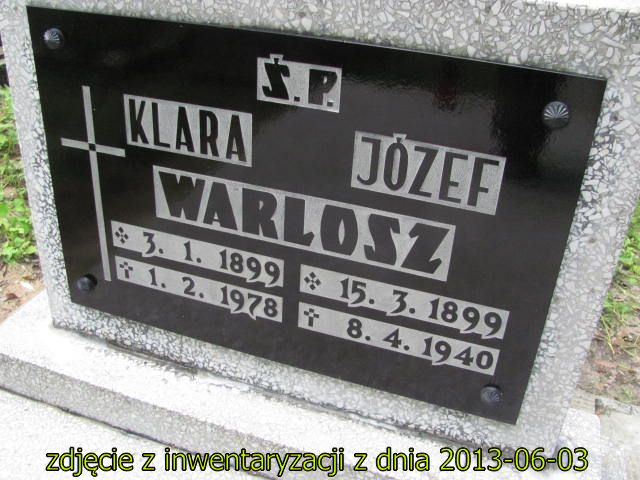 Ś.P.
KLARA JÓZEF
WARLOSZ
3. 1. 1899 15. 3. 1899
✝ 1. 2. 1978 ✝ 8. 4. 1940
zdjęcie z inwentaryzacji z dnia 2013-06-03